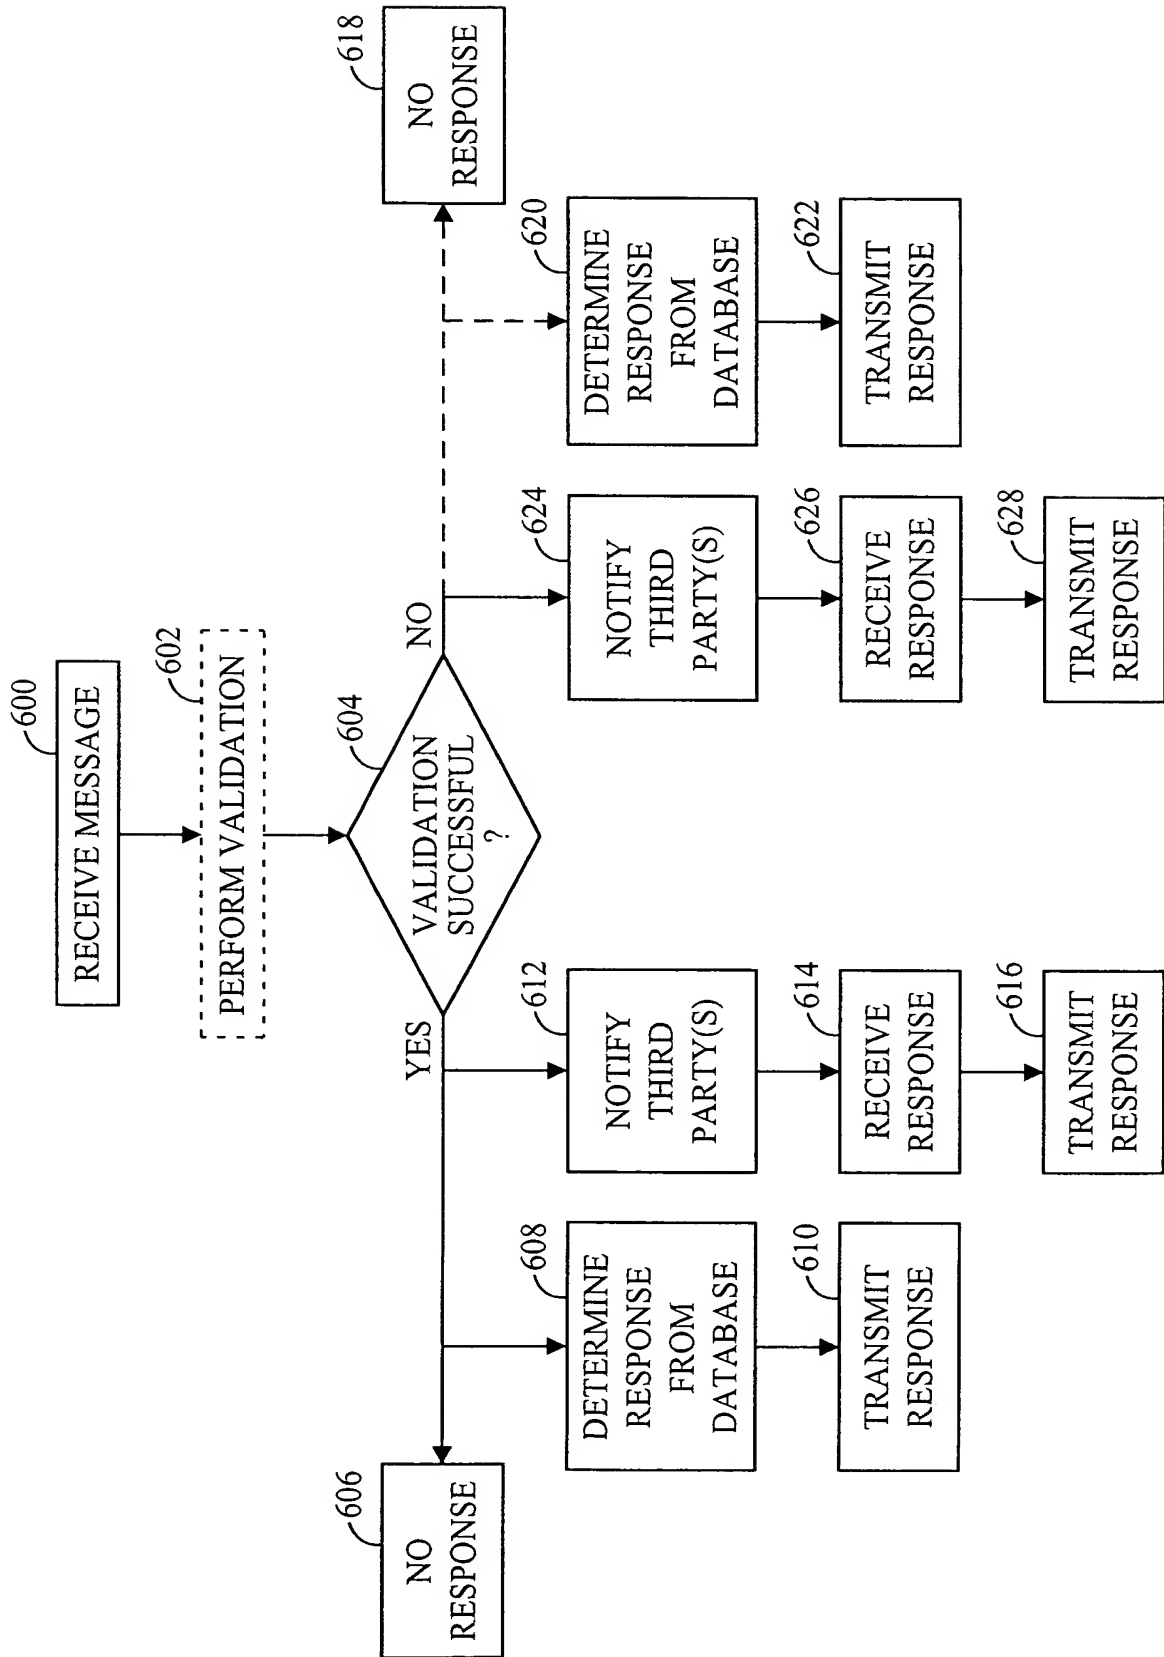 600
RECEIVE MESSAGE
602
PERFORM VALIDATION
604
VALIDATION
SUCCESSFUL
?
YES
NO
606
NO
RESPONSE
608
DETERMINE
RESPONSE
FROM
DATABASE
610
TRANSMIT
RESPONSE
612
NOTIFY
THIRD
PARTY(S)
614
RECEIVE
RESPONSE
616
TRANSMIT
RESPONSE
624
NOTIFY
THIRD
PARTY(S)
626
RECEIVE
RESPONSE
628
TRANSMIT
RESPONSE
620
DETERMINE
RESPONSE
FROM
DATABASE
622
TRANSMIT
RESPONSE
618
NO
RESPONSE